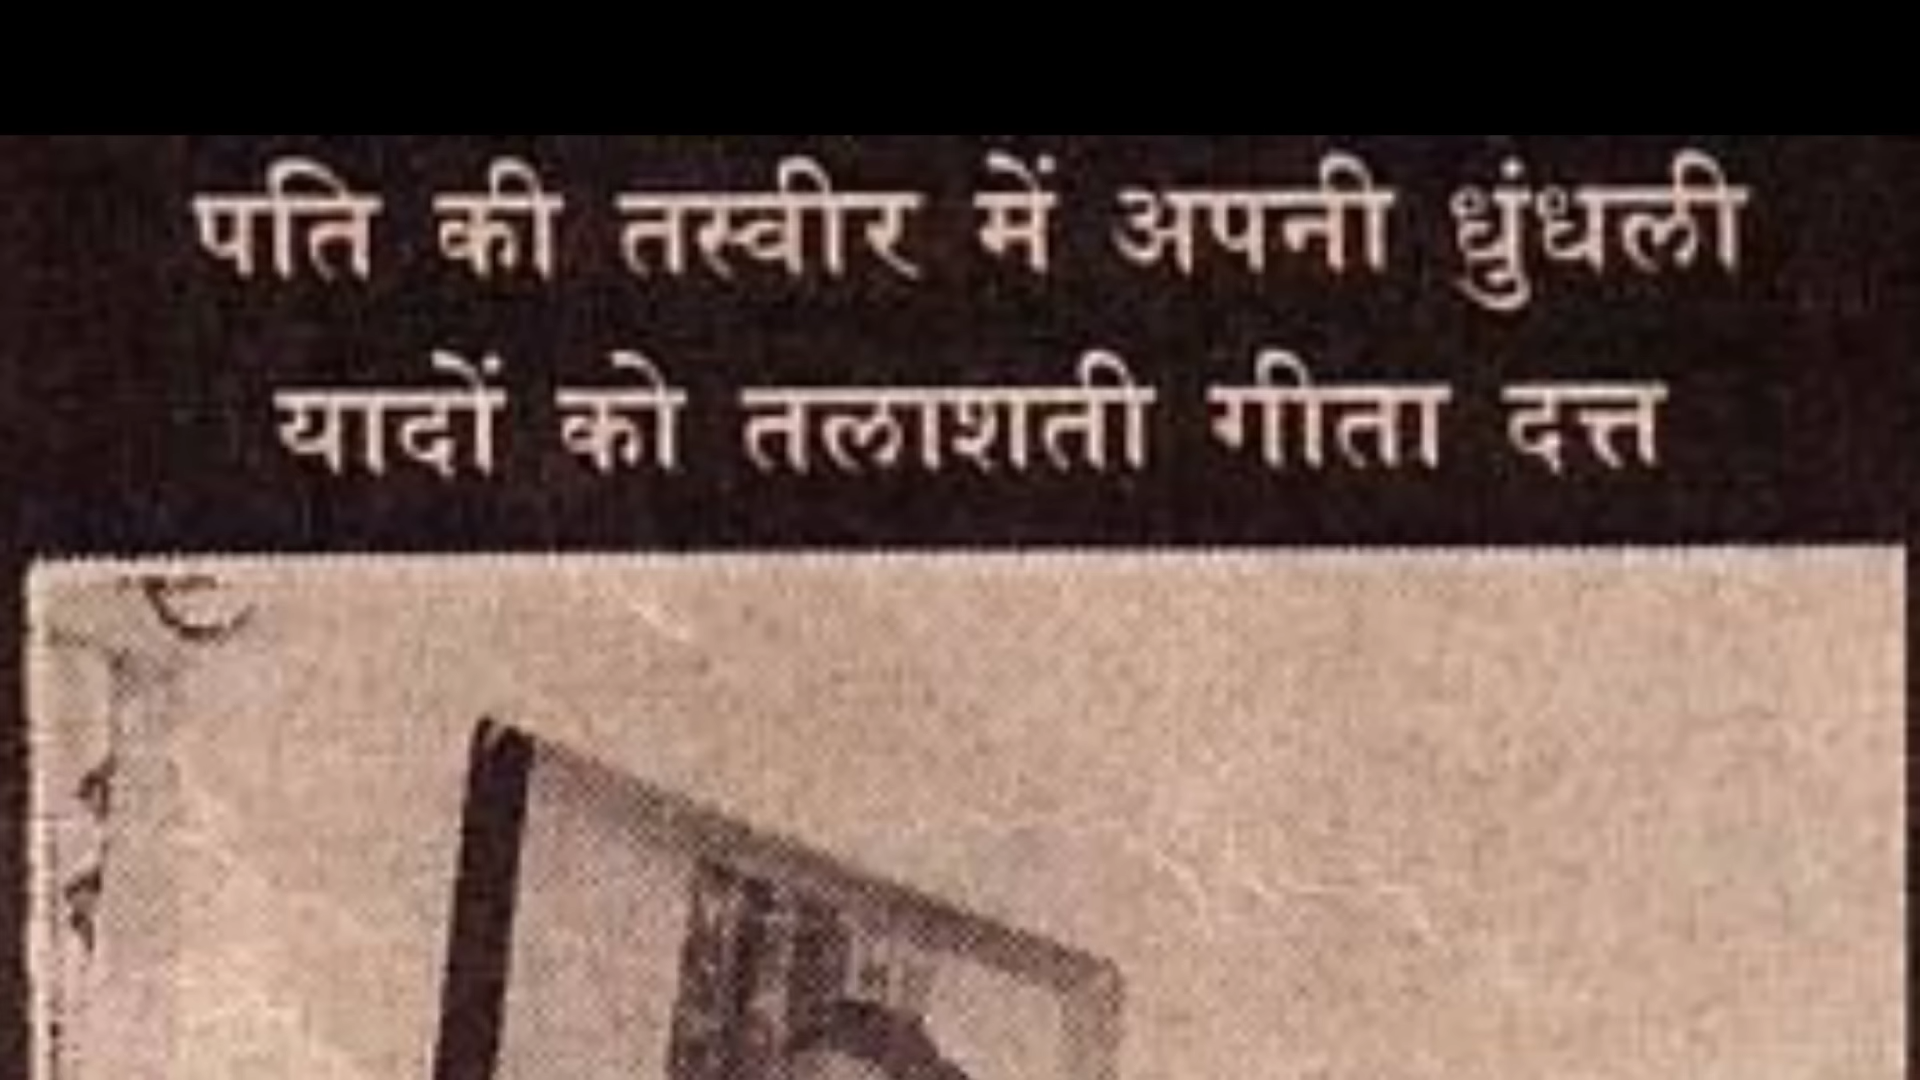 पति की तस्वीर में अपनी धुंधली
यादों को तलाशती गीता दत्त